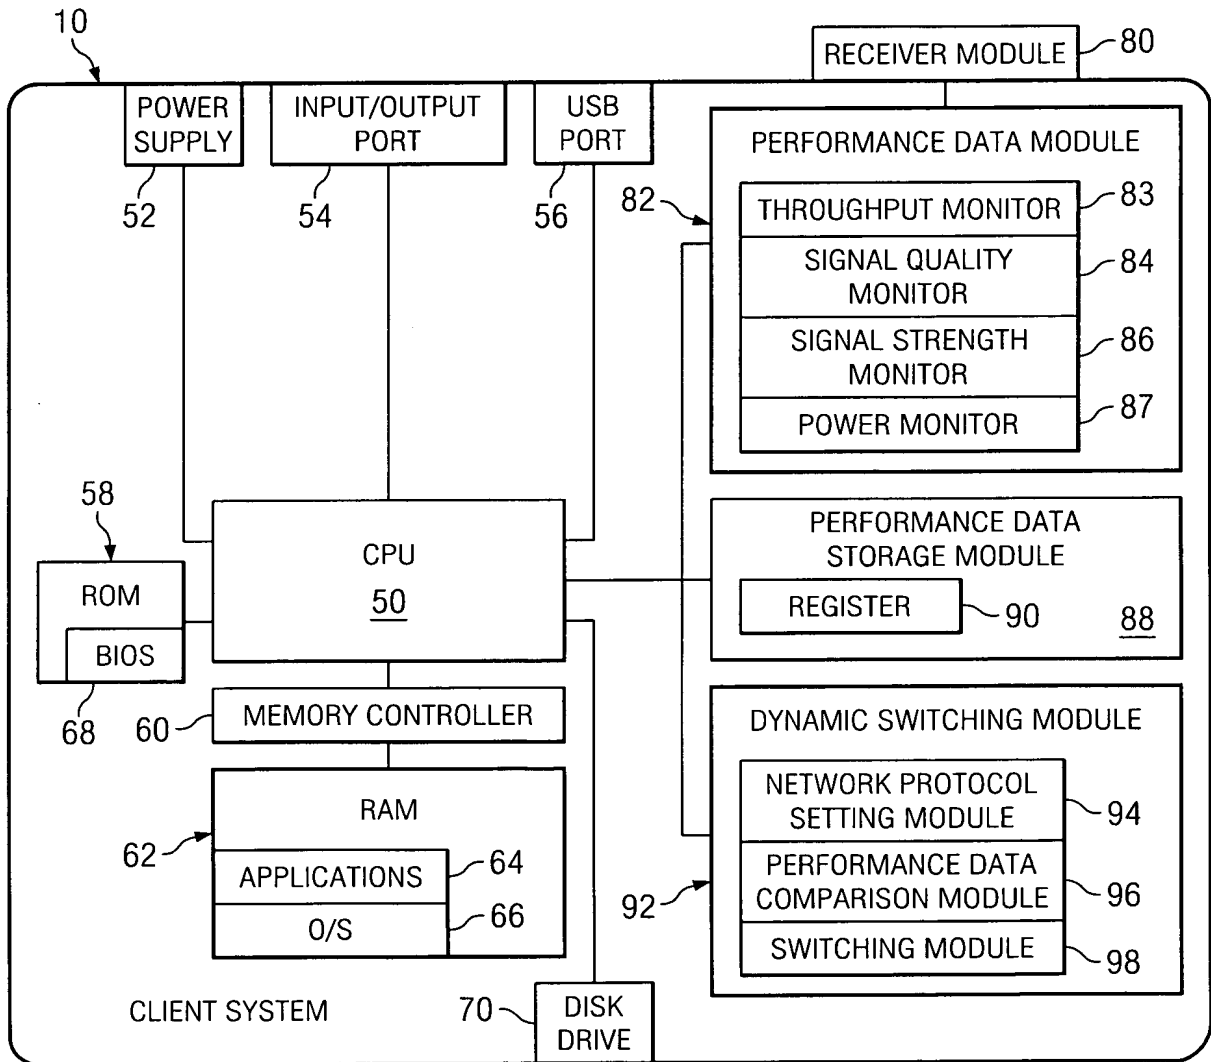 10
RECEIVER MODULE
80
POWER
SUPPLY
52
INPUT/OUTPUT
PORT
54
USB
PORT
56
PERFORMANCE DATA MODULE
82
THROUGHPUT MONITOR
83
SIGNAL QUALITY
MONITOR
84
SIGNAL STRENGTH
MONITOR
86
POWER MONITOR
87
58
ROM
BIOS
68
CPU
50
PERFORMANCE DATA
STORAGE MODULE
REGISTER
90
88
60
MEMORY CONTROLLER
62
RAM
APPLICATIONS
64
O/S
66
DYNAMIC SWITCHING MODULE
92
NETWORK PROTOCOL
SETTING MODULE
94
PERFORMANCE DATA
COMPARISON MODULE
96
SWITCHING MODULE
98
CLIENT SYSTEM
70
DISK
DRIVE